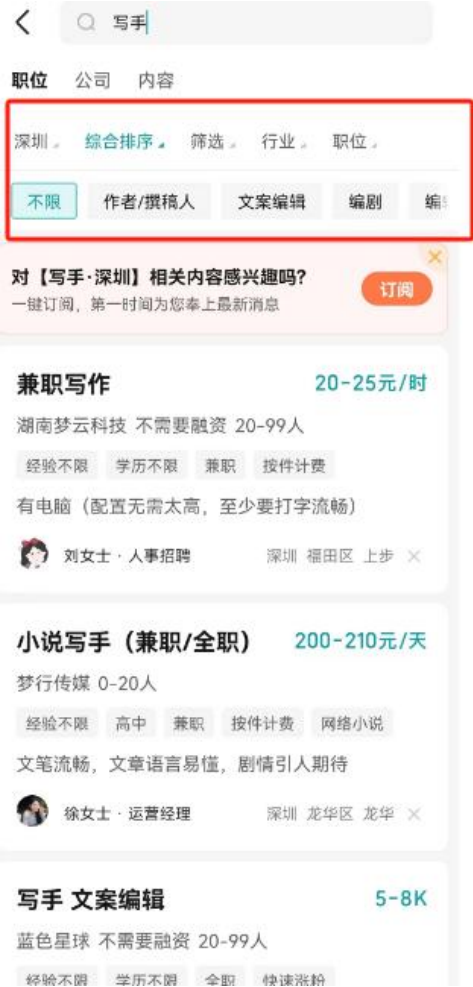 写手
职位 公司 内容
深圳 综合排序 筛选 行业 职位
不限 作者/撰稿人 文案编辑 编剧
对【写手·深圳】相关内容感兴趣吗?
一键订阅，第一时间为您奉上最新消息
订阅
兼职写作 20-25元/时
湖南梦云科技 不需要融资 20-99人
经验不限 学历不限 兼职 按件计费
有电脑（配置无需太高，至少要打字流畅）
刘女士·人事招聘 深圳 福田区 上步
小说写手（兼职/全职） 200-210元/天
梦行传媒 0-20人
经验不限 高中 兼职 按件计费 网络小说
文笔流畅，文章语言易懂，剧情引人期待
徐女士·运营经理 深圳 龙华区 龙华
写手 文案编辑 5-8K
蓝色星球 不需要融资 20-99人
经验不限 学历不限 全职 快速涨粉